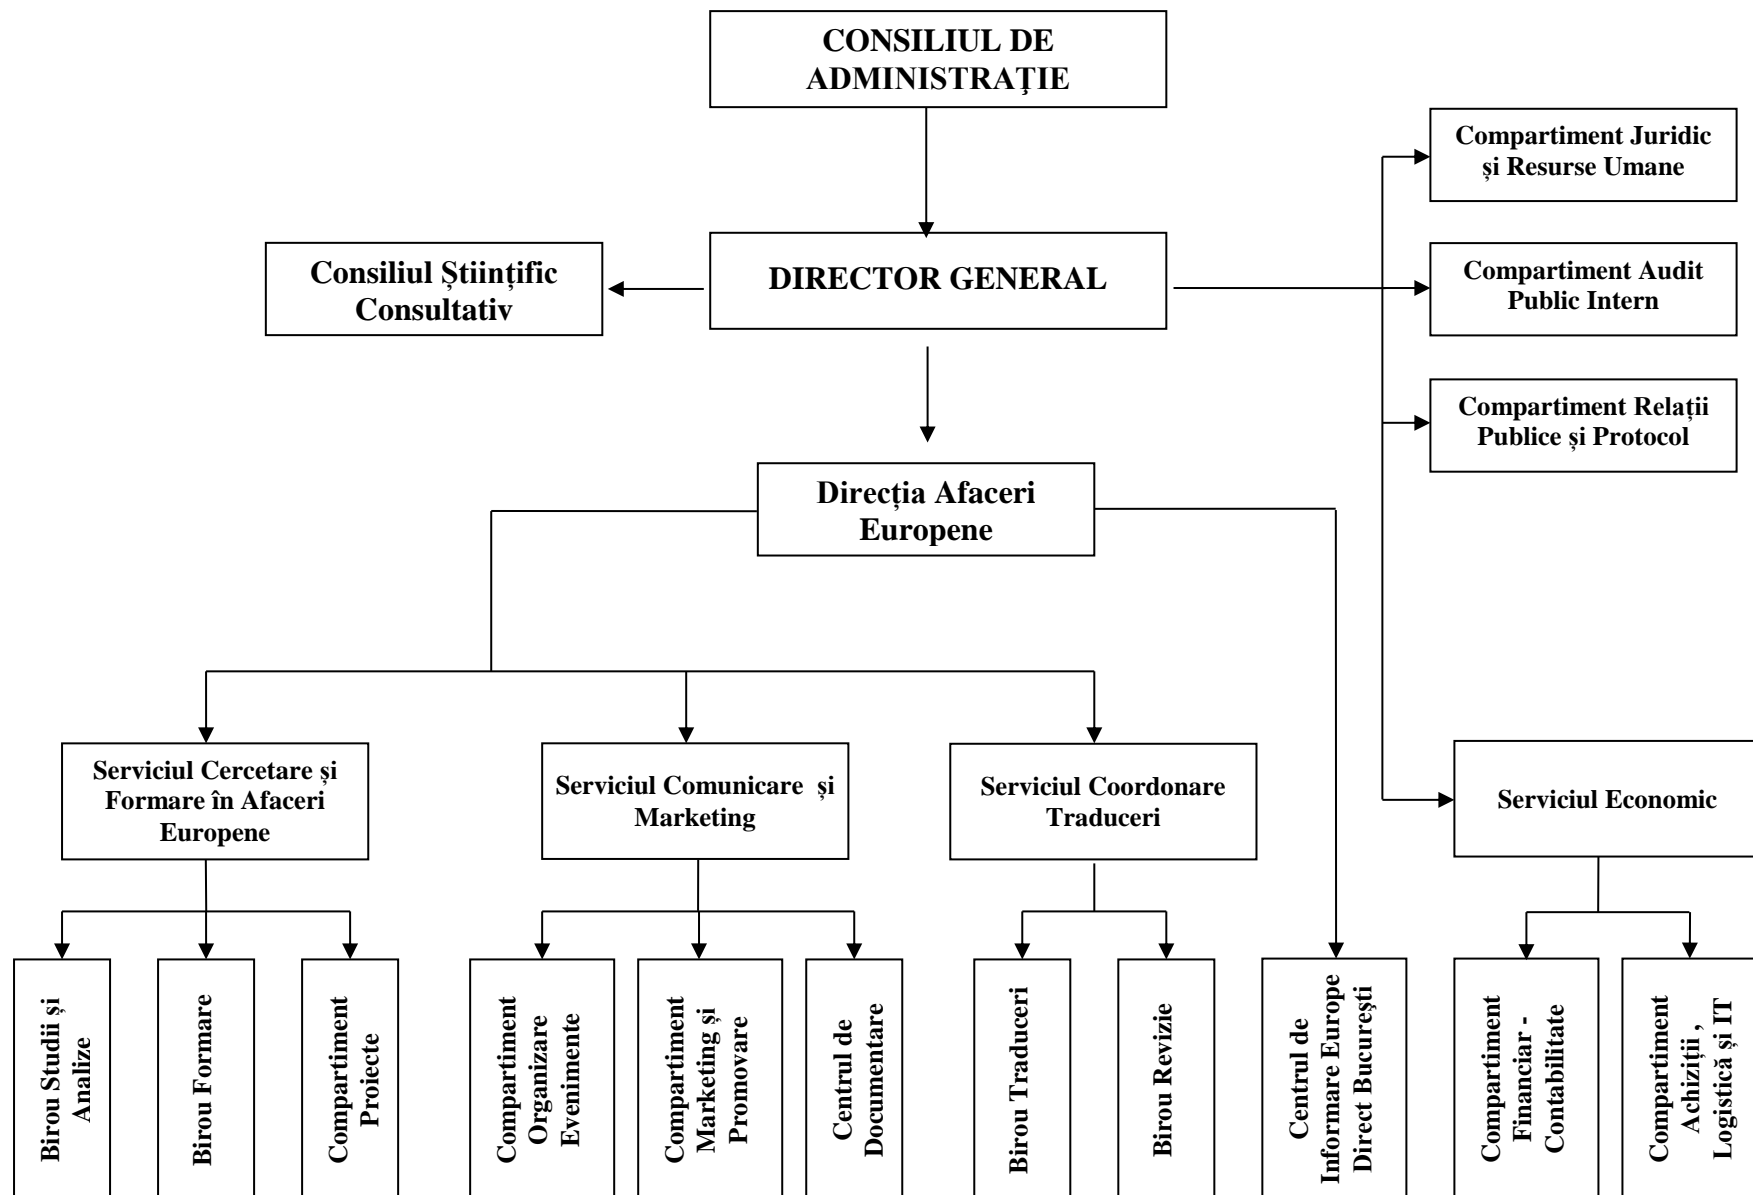 CONSILIUL DE
ADMINISTRAŢIE
Compartiment Juridic
și Resurse Umane
Consiliul Științific
Consultativ
DIRECTOR GENERAL
Compartiment Audit
Public Intern
Compartiment Relații
Publice și Protocol
Direcția Afaceri
Europene
Serviciul Cercetare și
Formare în Afaceri
Europene
Serviciul Comunicare și
Marketing
Serviciul Coordonare
Traduceri
Serviciul Economic
Birou Studii și
Analize
Birou Formare
Compartiment
Proiecte
Compartiment
Organizare
Evenimente
Compartiment
Marketing și
Promovare
Centrul de
Documentare
Birou Traduceri
Birou Revizie
Centrul de
Informare Europe
Direct Bucureşti
Compartiment
Financiar -
Contabilitate
Compartiment
Achiziții ,
Logistică și IT